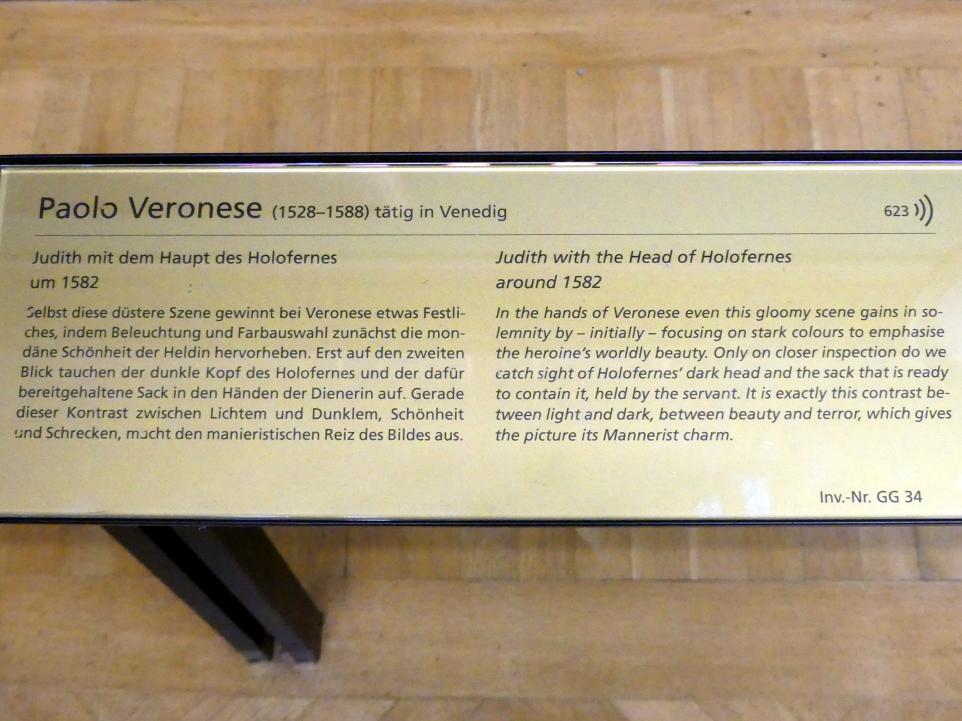 Paolo Veronese (1528–1588) tätig in Venedig
623
Judith mit dem Haupt des Holofernes
um 1582
Selbst diese düstere Szene gewinnt bei Veronese etwas Festli-
ches, indem Beleuchtung und Farbauswahl zunächst die mon-
däne Schönheit der Heldin hervorheben. Erst auf den zweiten
Blick tauchen der dunkle Kopf des Holofernes und der dafür
bereitgehaltene Sack in den Händen der Dienerin auf. Gerade
dieser Kontrast zwischen Lichtem und Dunklem, Schönheit
und Schrecken, macht den manieristischen Reiz des Bildes aus.
Judith with the Head of Holofernes
around 1582
In the hands of Veronese even this gloomy scene gains in so-
lemnity by – initially – focusing on stark colours to emphasise
the heroine's worldly beauty. Only on closer inspection do we
catch sight of Holofernes' dark head and the sack that is ready
to contain it, held by the servant. It is exactly this contrast be-
tween light and dark, between beauty and terror, which gives
the picture its Mannerist charm.
Inv.-Nr. GG 34